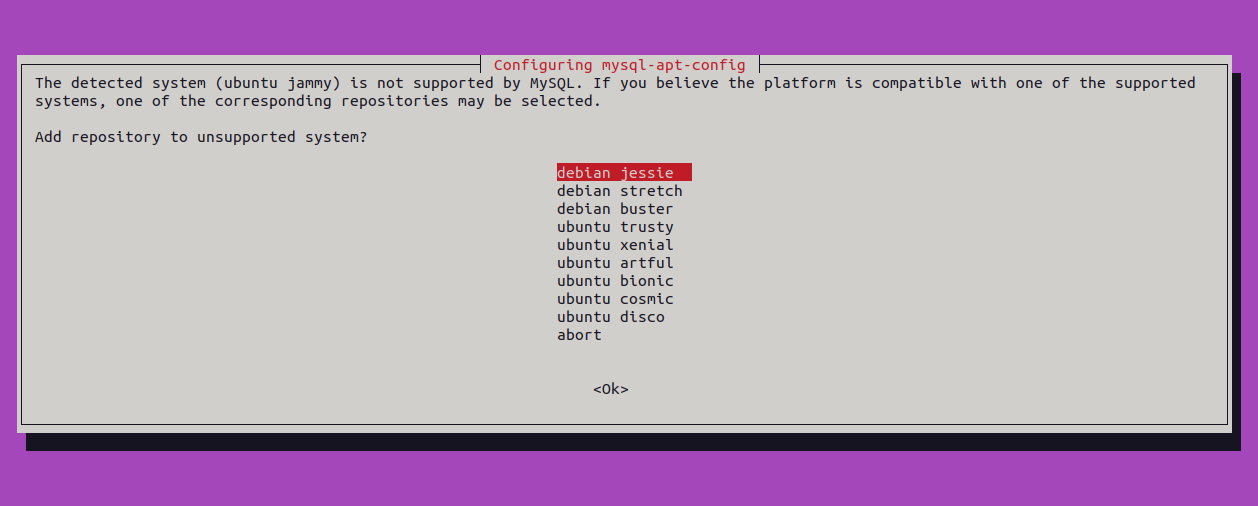 Configuring mysql-apt-config
The detected system (ubuntu jammy) is not supported by MySQL. If you believe the platform is compatible with one of the supported
systems, one of the corresponding repositories may be selected.
Add repository to unsupported system?
debian jessie
debian stretch
debian buster
ubuntu trusty
ubuntu xenial
ubuntu artful
ubuntu bionic
ubuntu cosmic
ubuntu disco
abort
<Ok>